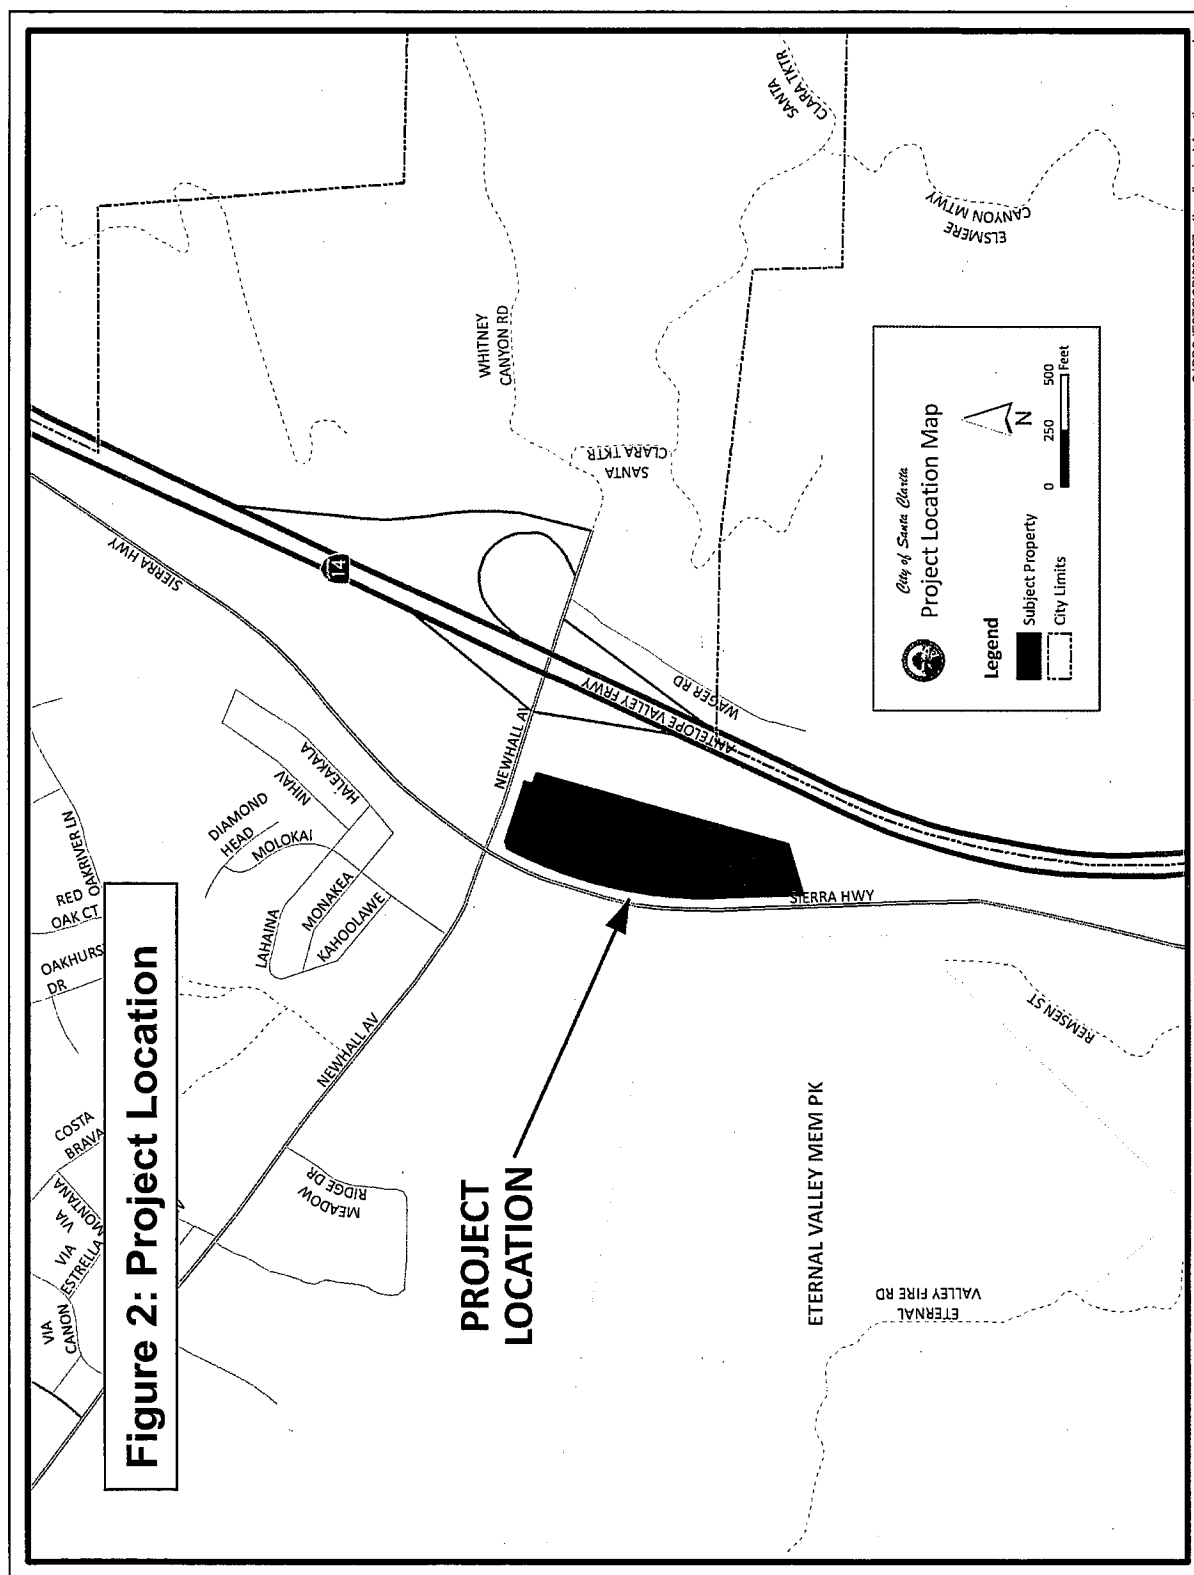 Figure 2: Project Location
VIA
CANON
VIA
ESTRELLA
VIA
MONTANA
COSTA
BRAVA
OAKHURS
DR
RED
OAK CT
OAKRIVER LN
MEADOW
RIDGE DR
NEWHALL AV
LAHAINA
MONAKEA
KAHOOLAWE
DIAMOND
HEAD
MOLOKAI
NIHAV
HALEAKALA
SIERRA HWY
14
NEWHALL AV
ANTELOPE VALLEY FRWY
WAGER RD
WHITNEY
CANYON RD
SANTA
CLARA TKTR
SANTA
CLARA TKTR
ELSMERE
CANYON MTWY
PROJECT
LOCATION
SIERRA HWY
REMSEN ST
ETERNAL VALLEY MEM PK
ETERNAL
VALLEY FIRE RD
City of Santa Clarita
Project Location Map
Legend
Subject Property
City Limits
N
0 250 500
Feet